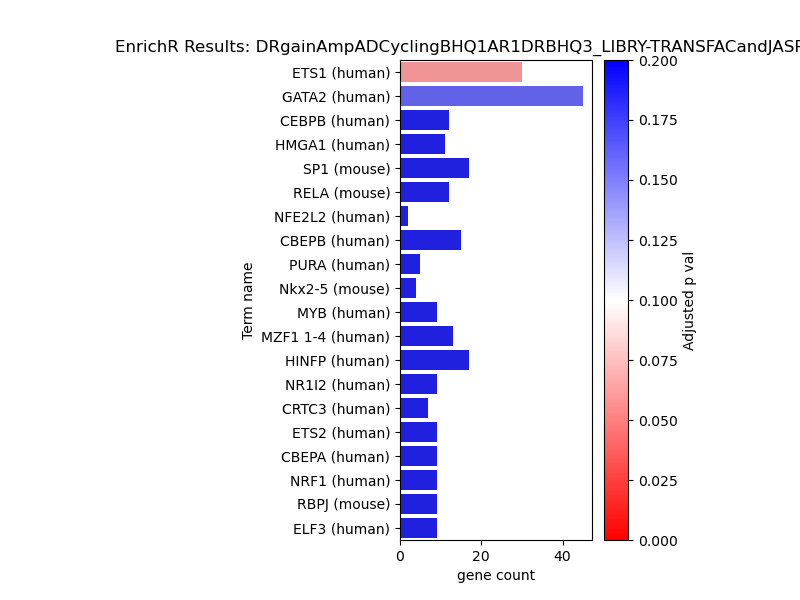 EnrichR Results: DRgainAmpADCyclingBHQ1AR1DRBHQ3_LIBRY-TRANSFACandJASP
ETS1 (human)
GATA2 (human)
CEBPB (human)
HMGA1 (human)
SP1 (mouse)
RELA (mouse)
NFE2L2 (human)
CBEPB (human)
PURA (human)
Nkx2-5 (mouse)
MYB (human)
MZF1 1-4 (human)
HINFP (human)
NR1I2 (human)
CRTC3 (human)
ETS2 (human)
CBEPA (human)
NRF1 (human)
RBPJ (mouse)
ELF3 (human)
Term name
0 20 40
gene count
0.200
0.175
0.150
0.125
0.100
0.075
0.050
0.025
0.000
Adjusted p val